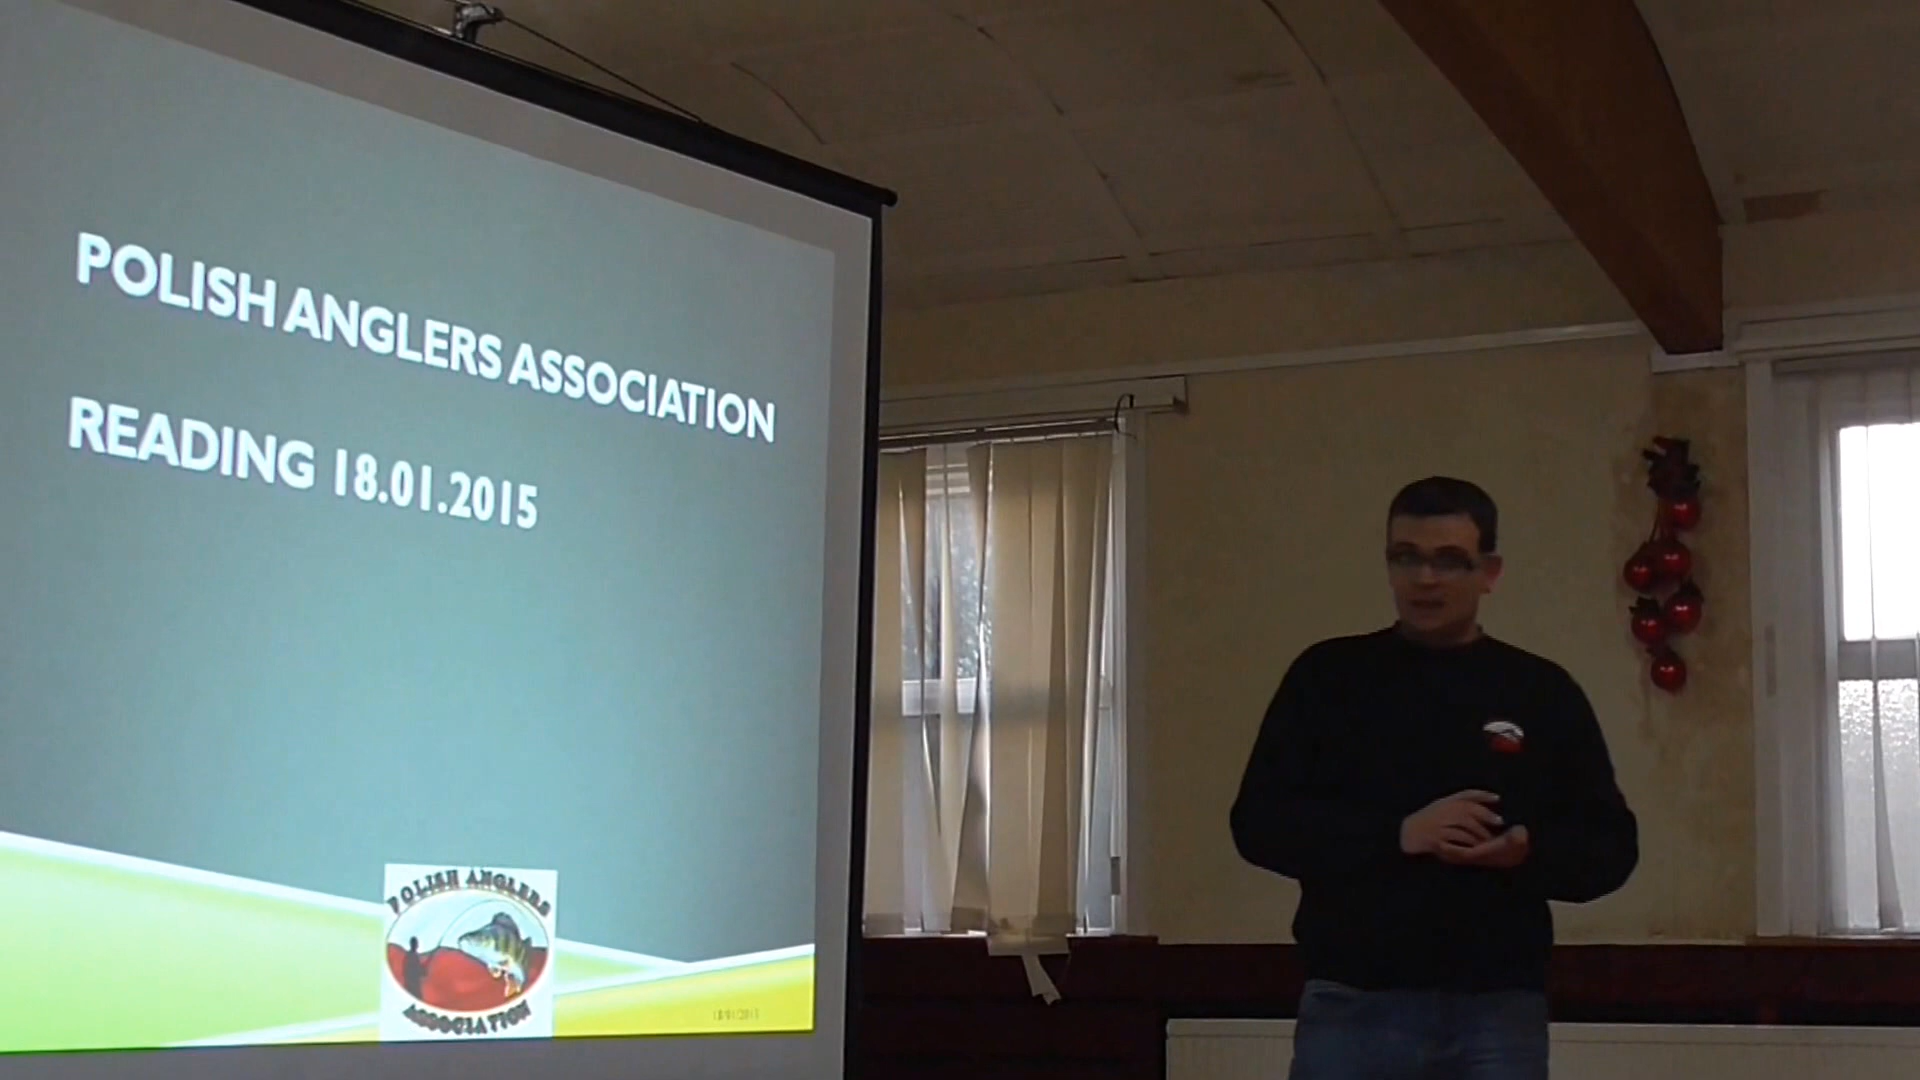 POLISH ANGLERS ASSOCIATION
READING 18.01.2015
POLISH ANGLERS
ASSOCIATION